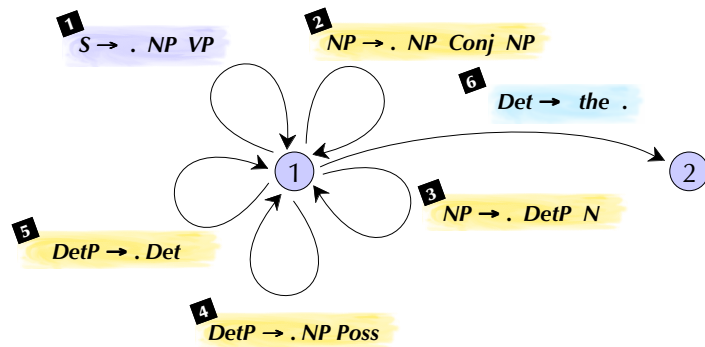 1
S → . NP VP
2
NP → . NP Conj NP
6
Det → the .
1
2
3
NP → . DetP N
5
DetP → . Det
4
DetP → . NP Poss